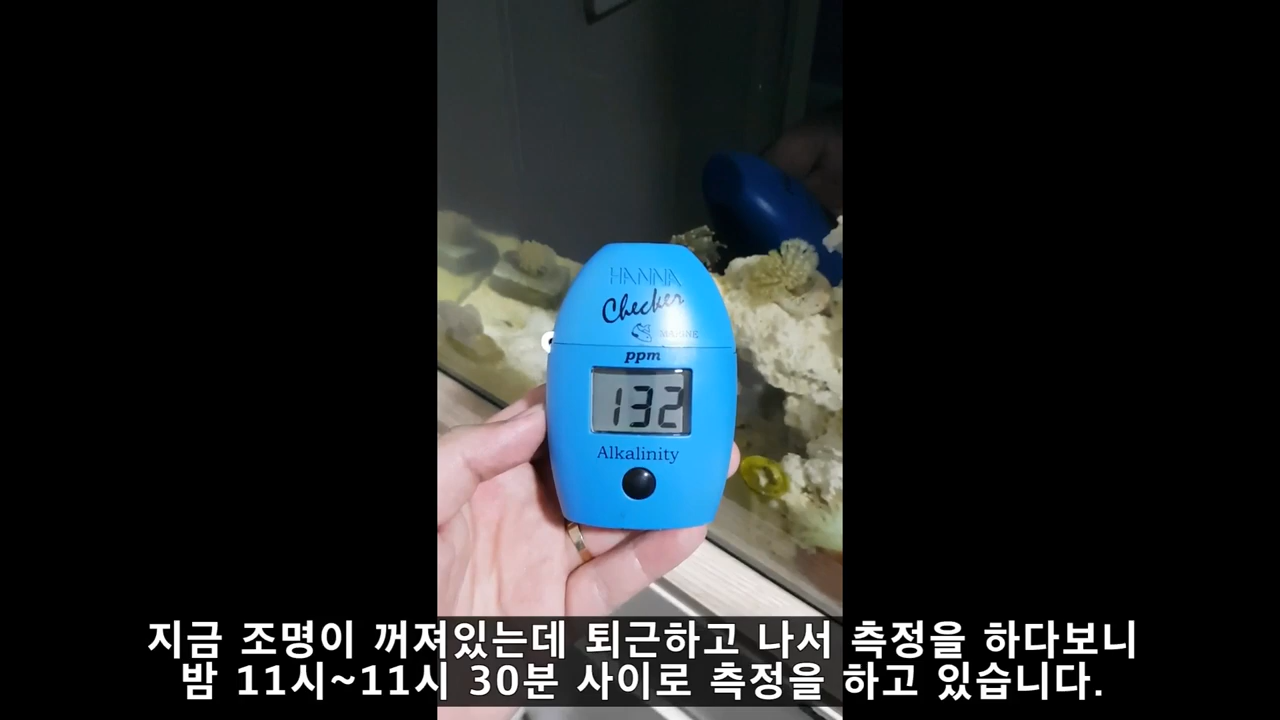 HANNA
Checker
MARINE
ppm
132
Alkalinity
지금 조명이 꺼져있는데 퇴근하고 나서 측정을 하다보니
밤 11시~11시 30분 사이로 측정을 하고 있습니다.